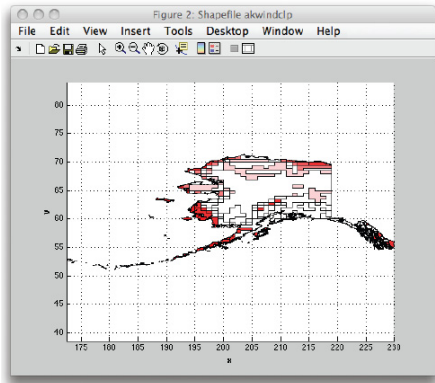 Figure 2: Shapefile akwindclp
File Edit View Insert Tools Desktop Window Help
80
75
70
65
60
55
50
45
40
y
175 180 185 190 195 200 205 210 215 220 225 230
x